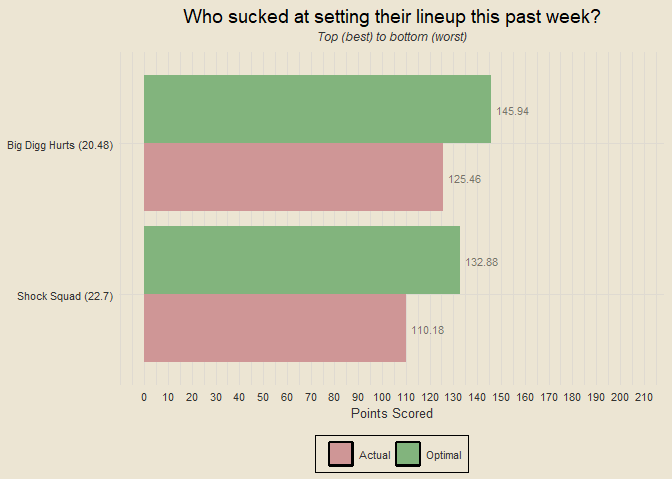 Who sucked at setting their lineup this past week?
Top (best) to bottom (worst)
145.94
Big Digg Hurts (20.48)
125.46
132.88
Shock Squad (22.7)
110.18
0 10 20 30 40 50 60 70 80 90 100 110 120 130 140 150 160 170 180 190 200 210
Points Scored
Actual Optimal